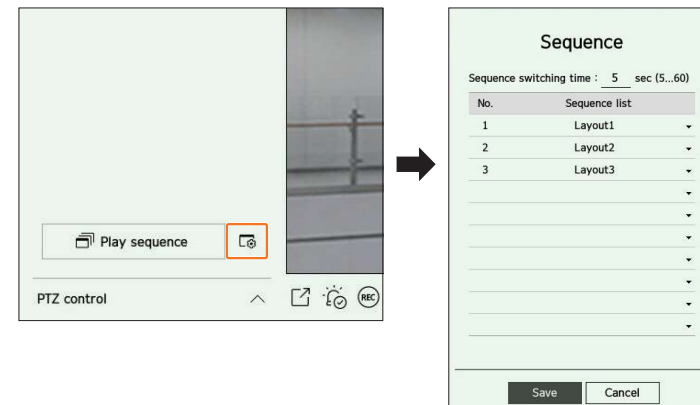 Play sequence
PTZ control
REC
Sequence
Sequence switching time : 5 sec (5...60)
No. Sequence list
1 Layout1
2 Layout2
3 Layout3
Save Cancel